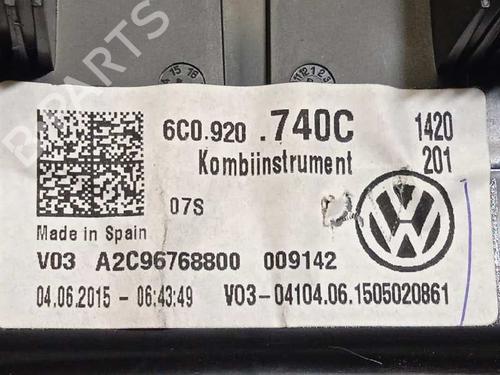 B-PARTS
6C0.920 .740C 1420
Kombiinstrument 201
07S
Made in Spain
V03 A2C96768800 009142
04.06.2015 - 06:43:49 V03-04104.06.1505020861